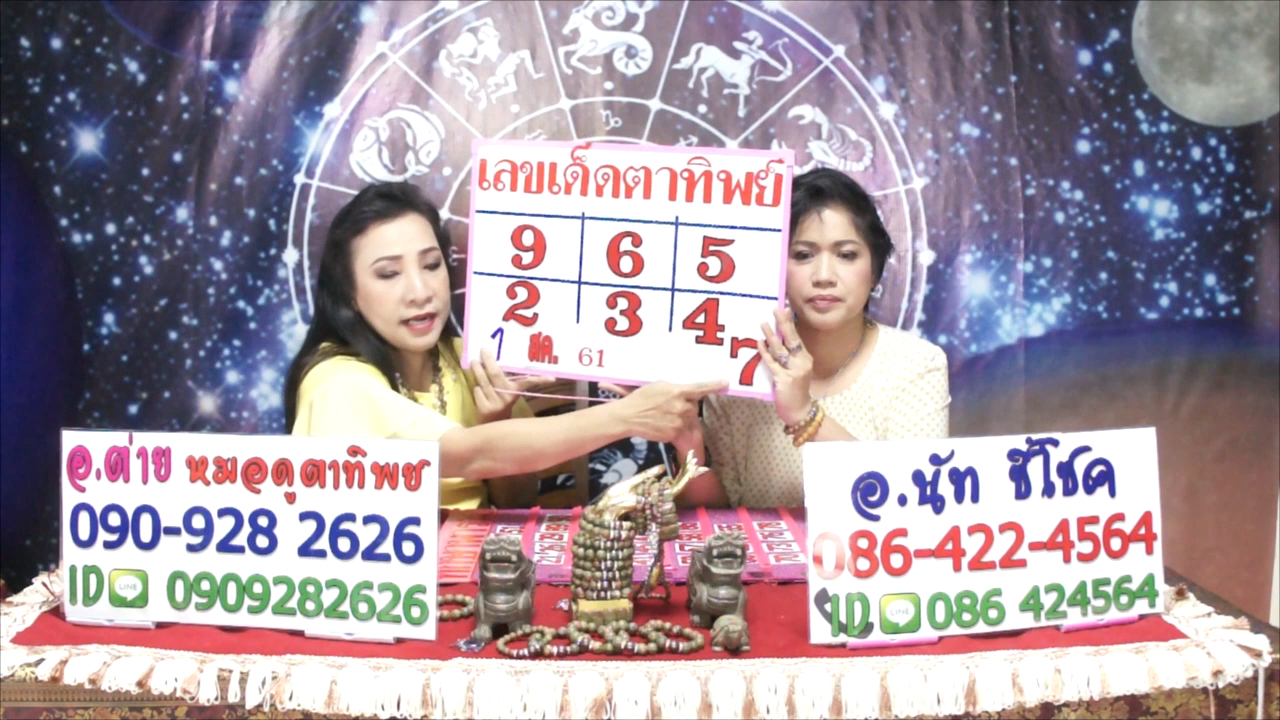 เลขเด็ดตาทิพย์
9 6 5
2 3 4
7
1 สค. 61
อ.ต่าย หมอดูตาทิพย
090-928 2626
ID LINE 0909282626
อ.นัท ชี้โชค
086-422-4564
ID LINE 086 424564